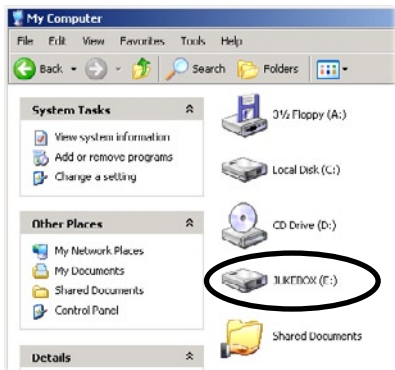 My Computer
File Edit View Favorites Tools Help
Back Search Folders
System Tasks
View system information
Add or remove programs
Change a setting
Other Places
My Network Places
My Documents
Shared Documents
Control Panel
Details
3½ Floppy (A:)
Local Disk (C:)
CD Drive (D:)
JUKEBOX (E:)
Shared Documents